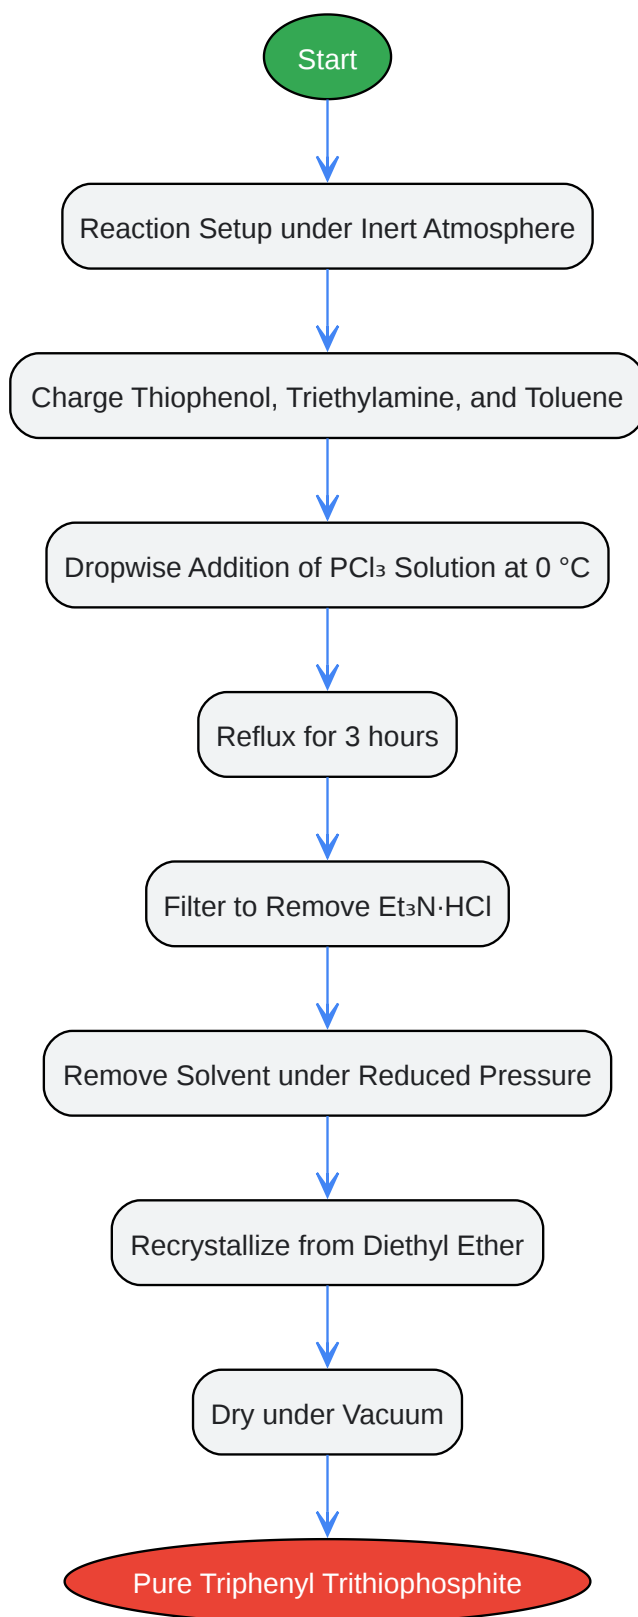 Start
Reaction Setup under Inert Atmosphere
Charge Thiophenol, Triethylamine, and Toluene
Dropwise Addition of PCl₃ Solution at 0 °C
Reflux for 3 hours
Filter to Remove Et₃N·HCl
Remove Solvent under Reduced Pressure
Recrystallize from Diethyl Ether
Dry under Vacuum
Pure Triphenyl Trithiophosphite